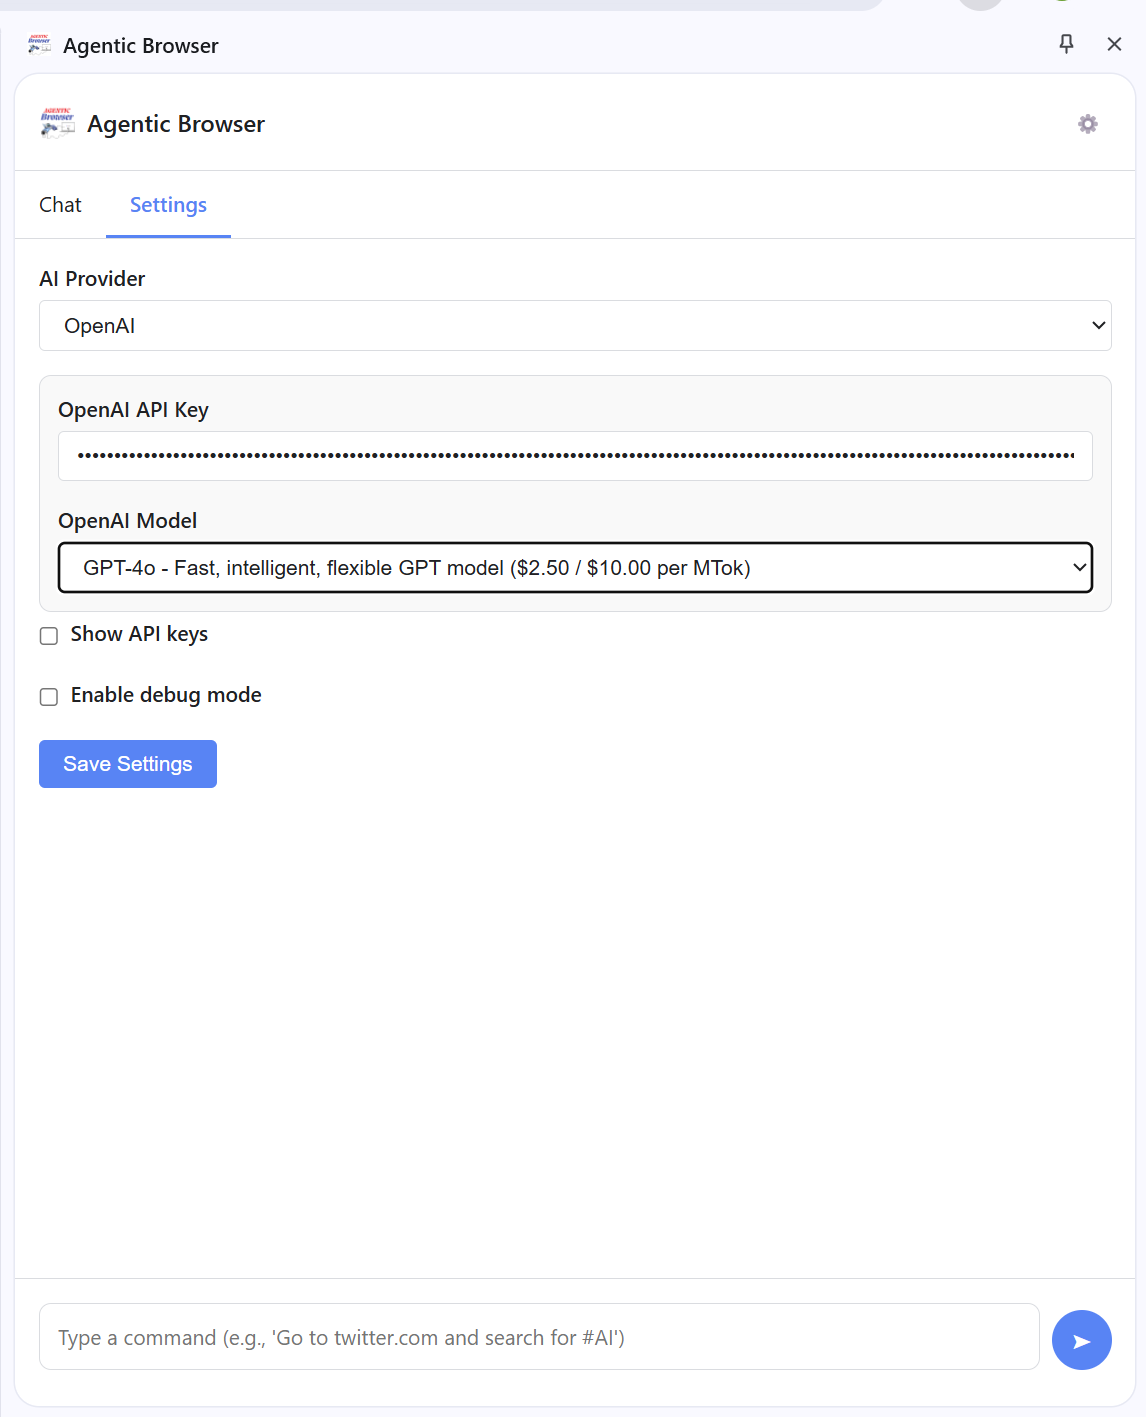 Agentic Browser
AGENTIC
Browser
Agentic Browser
Chat
Settings
AI Provider
OpenAI
OpenAI API Key
OpenAI Model
GPT-4o - Fast, intelligent, flexible GPT model ($2.50 / $10.00 per MTok)
Show API keys
Enable debug mode
Save Settings
Type a command (e.g., 'Go to twitter.com and search for #AI')